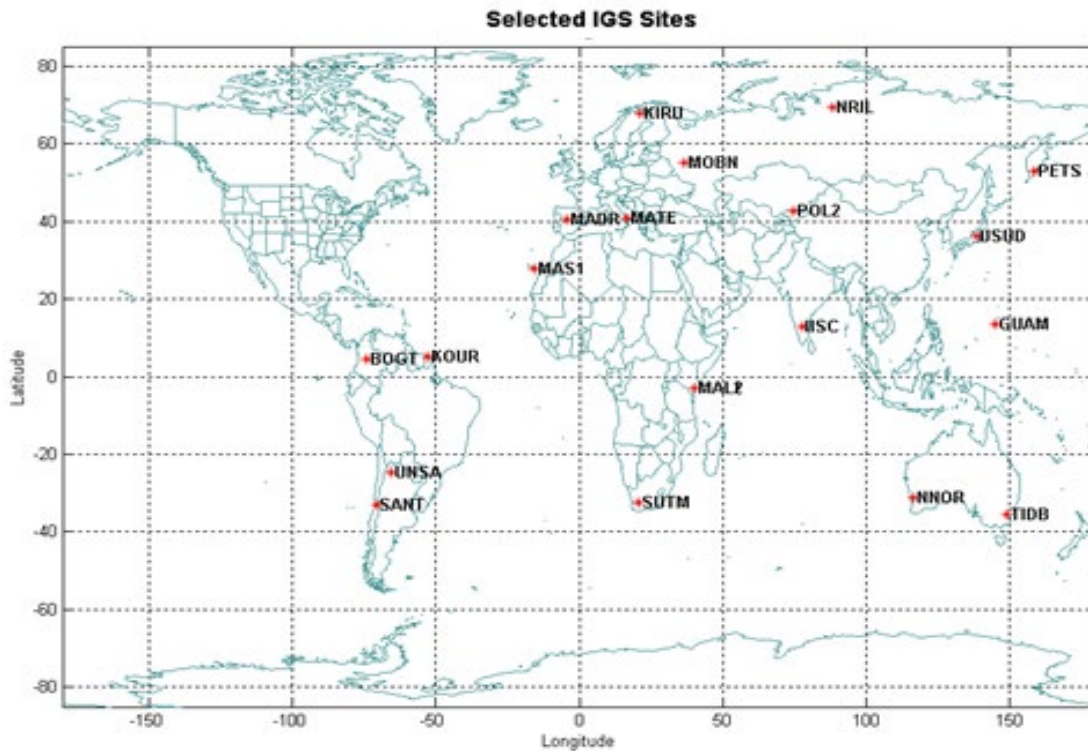 Selected IGS Sites
80
KIRU
NRIL
60
MOBN
PETS
POL2
40
MADR
MATE
USUD
MAS1
20
IISC
GUAM
BOGT
KOUR
0
MAL2
Latitude
-20
UNSA
SANT
SUTM
NNOR
TIDB
-40
-60
-80
-150
-100
-50
0
50
100
150
Longitude